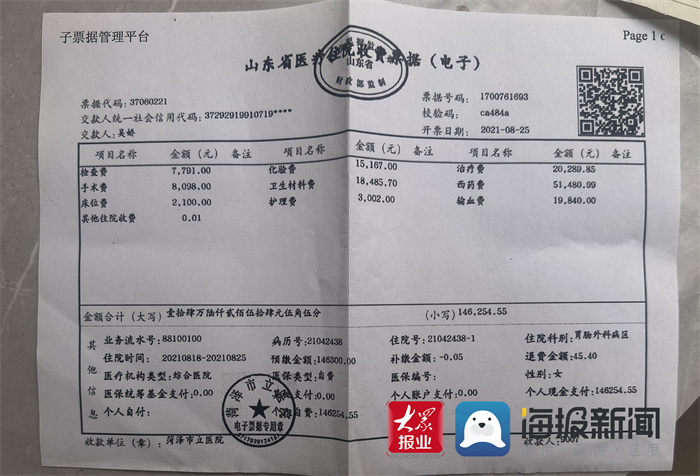 子票据管理平台 Page 1 o
山东省医疗住院收费票据（电子）
山东省
财政部监制
票据代码：37060221 票据号码：1700761693
交款人统一社会信用代码：37292919910719**** 校验码：ca484a
交款人：吴娇 开票日期：2021-08-25
项目名称 金额（元） 备注 项目名称 金额（元） 备注 项目名称 金额（元） 备注
检查费 7,791.00 化验费 15,167.00 治疗费 20,289.85
手术费 8,098.00 卫生材料费 18,485.70 西药费 51,480.99
床位费 2,100.00 护理费 3,002.00 输血费 19,840.00
其他住院收费 0.01
金额合计（大写）壹拾肆万陆仟贰佰伍拾肆元伍角伍分 （小写）146,254.55
其他信息
业务流水号：88100100 病历号：21042438 住院号：21042438-1 住院科别：胃肠外科病区
住院时间：20210818-20210825 预缴金额：146300.00 补缴金额：-0.05 退费金额：45.40
医疗机构类型：综合医院 医保类型：自费 医保编号： 性别：女
医保统筹基金支付：0.00 0.00 个人账户支付：0.00 个人现金支付：146254.55
个人自付： 个人自费：146254.55
收款单位（章）：菏泽市立医院 收款人：9007
菏泽市立医院
电子票据专用章
大众报业
DAZHONG PRESS
海报新闻